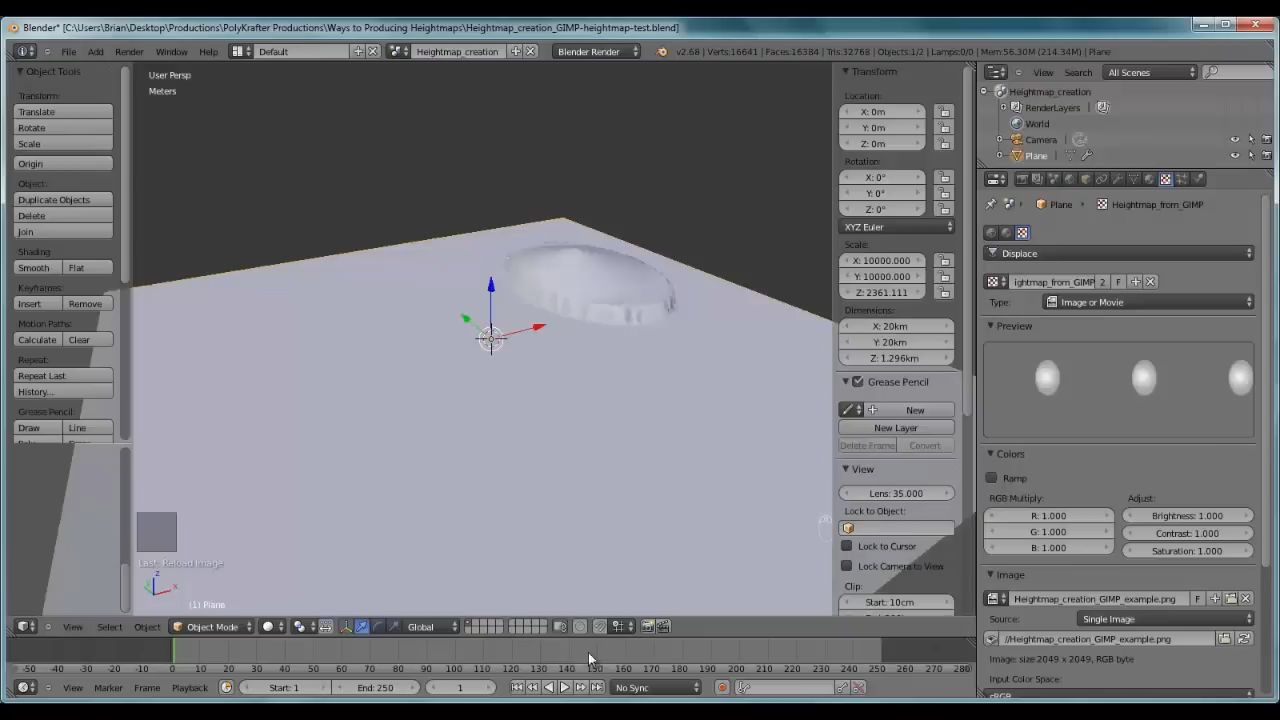 Blender* [C:\Users\Brian\Desktop\Productions\PolyKrafter Productions\Ways to Producing Heightmaps\Heightmap_creation_GIMP-heightmap-test.blend]
File Add Render Window Help Default Heightmap_creation Blender Render v2.68 | Verts:16641 | Faces:16384 | Tris:32768 | Objects:1/2 | Lamps:0/0 | Mem:56.30M (214.34M) | Plane
Object Tools
Transform:
Translate
Rotate
Scale
Origin
Object:
Duplicate Objects
Delete
Join
Shading:
Smooth Flat
Keyframes:
Insert Remove
Motion Paths:
Calculate Clear
Repeat:
Repeat Last
History...
Grease Pencil:
Draw Line
User Persp
Meters
Last: Reload Image
z
y
x
(1) Plane
Transform
Location:
X: 0m
Y: 0m
Z: 0m
Rotation:
X: 0°
Y: 0°
Z: 0°
XYZ Euler
Scale:
X: 10000.000
Y: 10000.000
Z: 2361.111
Dimensions:
X: 20km
Y: 20km
Z: 1.296km
Grease Pencil
New
New Layer
Delete Frame Convert
View
Lens: 35.000
Lock to Object:
Lock to Cursor
Lock Camera to View
Clip:
Start: 10cm
View Search All Scenes
Heightmap_creation
RenderLayers
World
Camera
Plane
Plane Heightmap_from_GIMP
Displace
ightmap_from_GIMP 2 F
Type: Image or Movie
Preview
Colors
Ramp
RGB Multiply: Adjust:
R: 1.000 Brightness: 1.000
G: 1.000 Contrast: 1.000
B: 1.000 Saturation: 1.000
Image
Heightmap_creation_GIMP_example.png F
Source: Single Image
//Heightmap_creation_GIMP_example.png
Image: size 2049 x 2049, RGB byte
Input Color Space:
sRGB
View Select Object Object Mode Global
-50 -40 -30 -20 -10 0 10 20 30 40 50 60 70 80 90 100 110 120 130 140 150 160 170 180 190 200 210 220 230 240 250 260 270 280
View Marker Frame Playback Start: 1 End: 250 1 No Sync